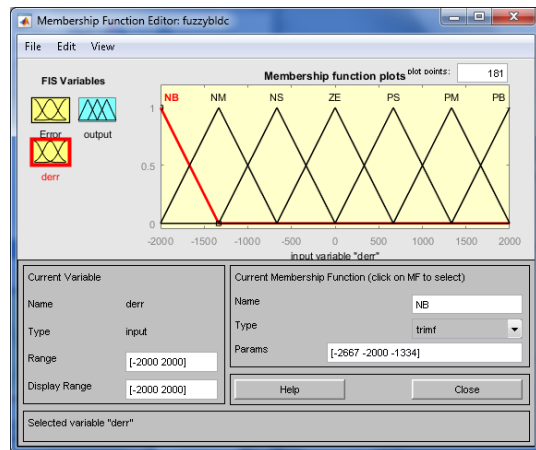 Membership Function Editor: fuzzybldc
File Edit View
FIS Variables
Membership function plots plot points: 181
NB NM NS ZE PS PM PB
1
Error output
0.5
derr
0
-2000 -1500 -1000 -500 0 500 1000 1500 2000
input variable "derr"
Current Variable
Current Membership Function (click on MF to select)
Name derr
Name NB
Type input
Type trimf
Params [-2667 -2000 -1334]
Range [-2000 2000]
Display Range [-2000 2000]
Help Close
Selected variable "derr"